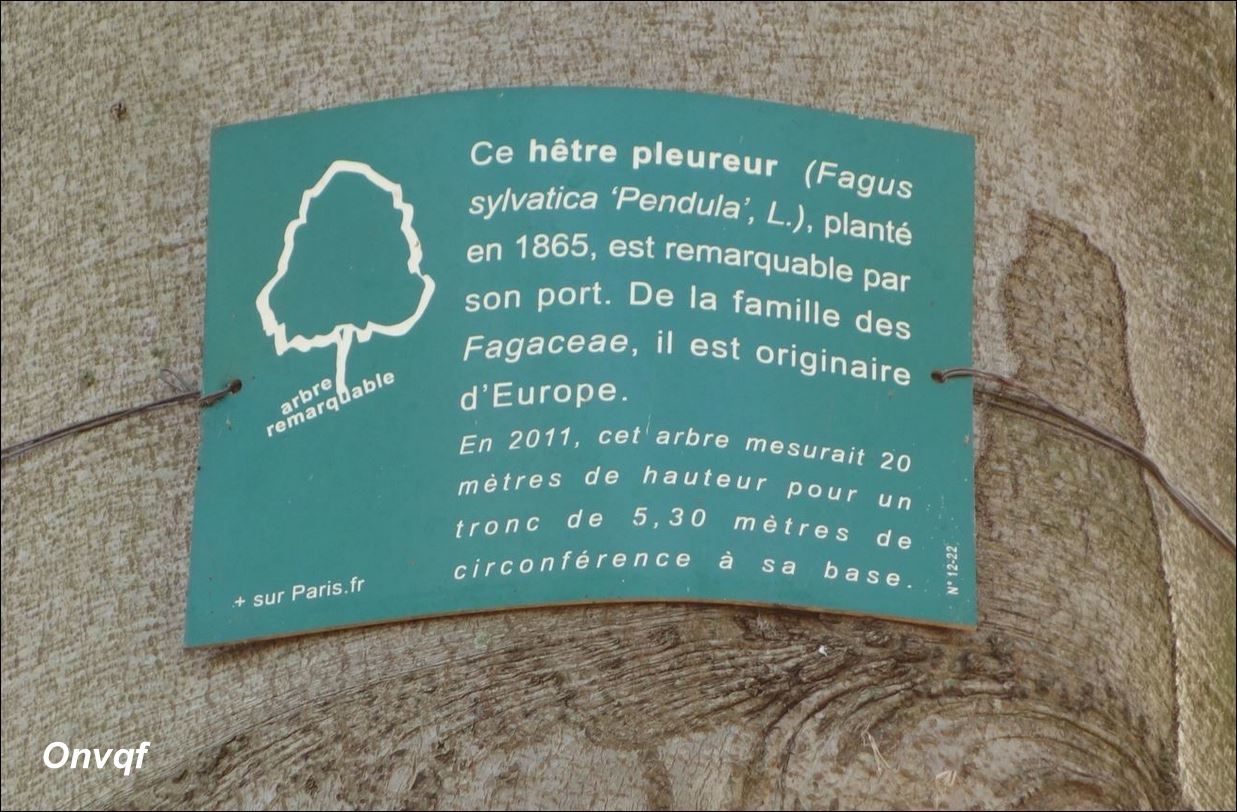 Ce hêtre pleureur (Fagus
sylvatica ‘Pendula’, L.), planté
en 1865, est remarquable par
son port. De la famille des
Fagaceae, il est originaire
d’Europe.
En 2011, cet arbre mesurait 20
mètres de hauteur pour un
tronc de 5,30 mètres de
circonférence à sa base.
arbre
remarquable
+ sur Paris.fr
N° 12-22
Onvqf